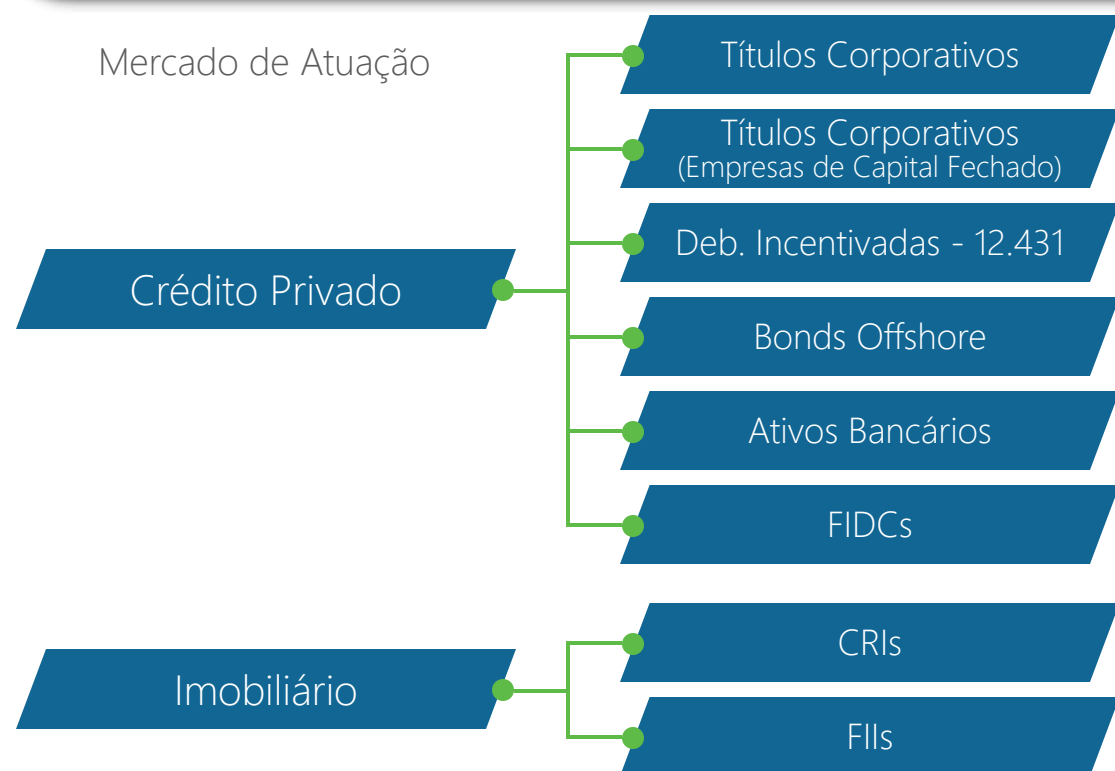 Mercado de Atuação
Títulos Corporativos
Títulos Corporativos
(Empresas de Capital Fechado)
Deb. Incentivadas - 12.431
Crédito Privado
Bonds Offshore
Ativos Bancários
FIDCs
CRIs
Imobiliário
FIIs